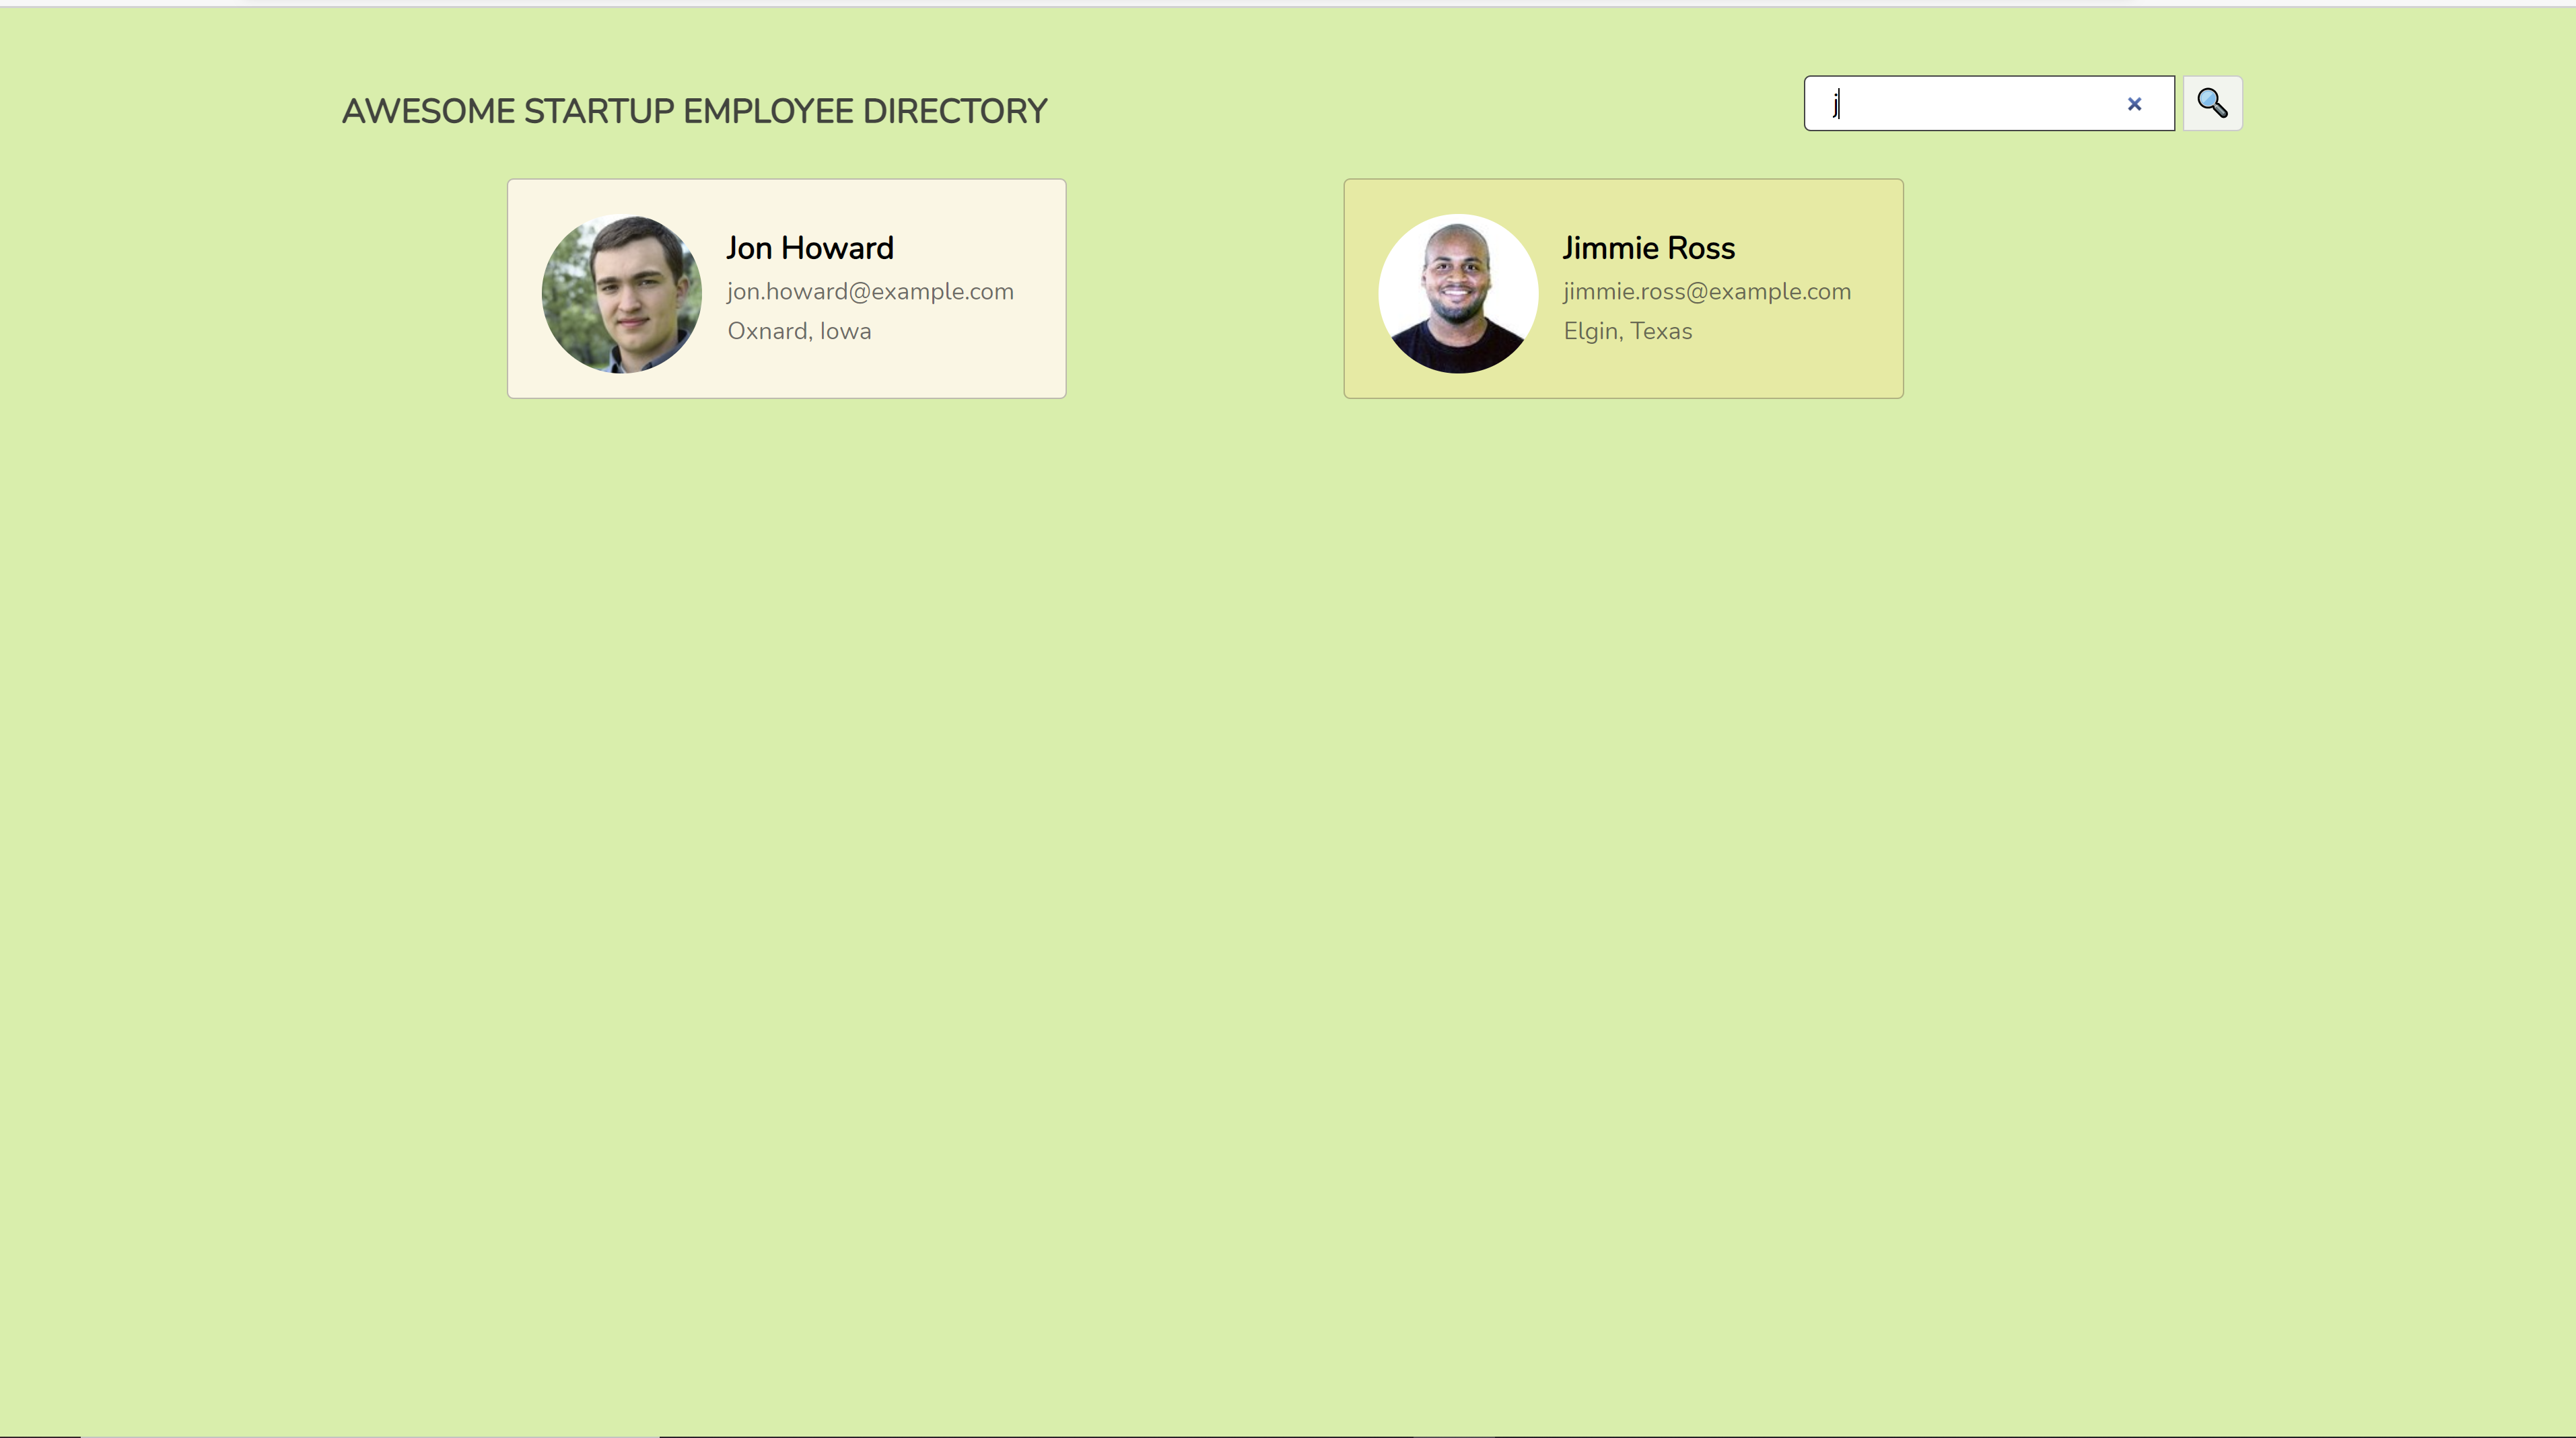 AWESOME STARTUP EMPLOYEE DIRECTORY
j
Jon Howard
jon.howard@example.com
Oxnard, Iowa
Jimmie Ross
jimmie.ross@example.com
Elgin, Texas